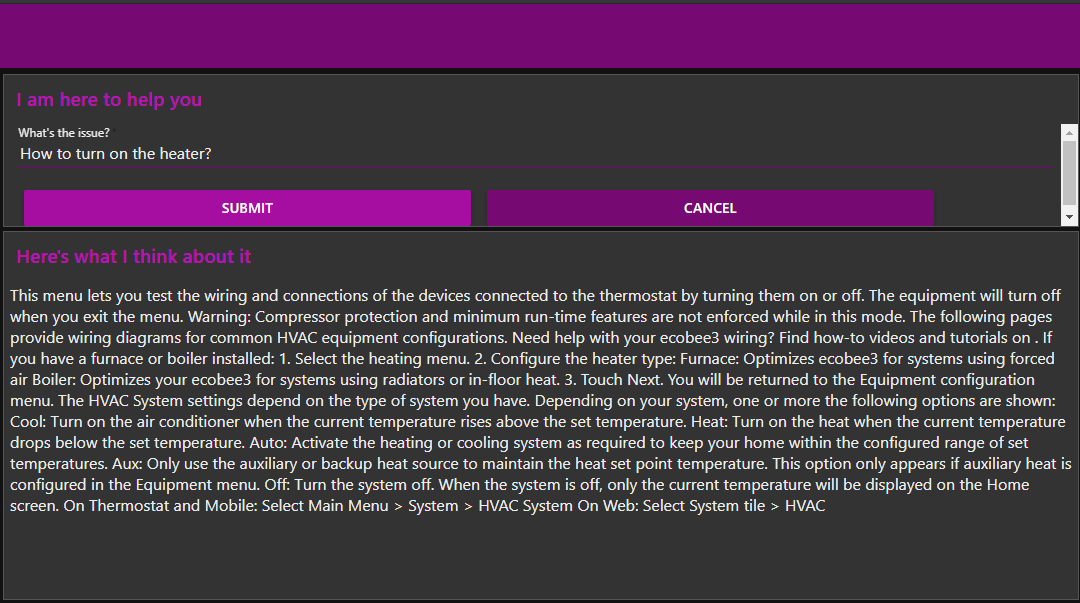 I am here to help you
What's the issue? *
How to turn on the heater?
SUBMIT CANCEL
Here's what I think about it
This menu lets you test the wiring and connections of the devices connected to the thermostat by turning them on or off. The equipment will turn off
when you exit the menu. Warning: Compressor protection and minimum run-time features are not enforced while in this mode. The following pages
provide wiring diagrams for common HVAC equipment configurations. Need help with your ecobee3 wiring? Find how-to videos and tutorials on . If
you have a furnace or boiler installed: 1. Select the heating menu. 2. Configure the heater type: Furnace: Optimizes ecobee3 for systems using forced
air Boiler: Optimizes your ecobee3 for systems using radiators or in-floor heat. 3. Touch Next. You will be returned to the Equipment configuration
menu. The HVAC System settings depend on the type of system you have. Depending on your system, one or more the following options are shown:
Cool: Turn on the air conditioner when the current temperature rises above the set temperature. Heat: Turn on the heat when the current temperature
drops below the set temperature. Auto: Activate the heating or cooling system as required to keep your home within the configured range of set
temperatures. Aux: Only use the auxiliary or backup heat source to maintain the heat set point temperature. This option only appears if auxiliary heat is
configured in the Equipment menu. Off: Turn the system off. When the system is off, only the current temperature will be displayed on the Home
screen. On Thermostat and Mobile: Select Main Menu > System > HVAC System On Web: Select System tile > HVAC